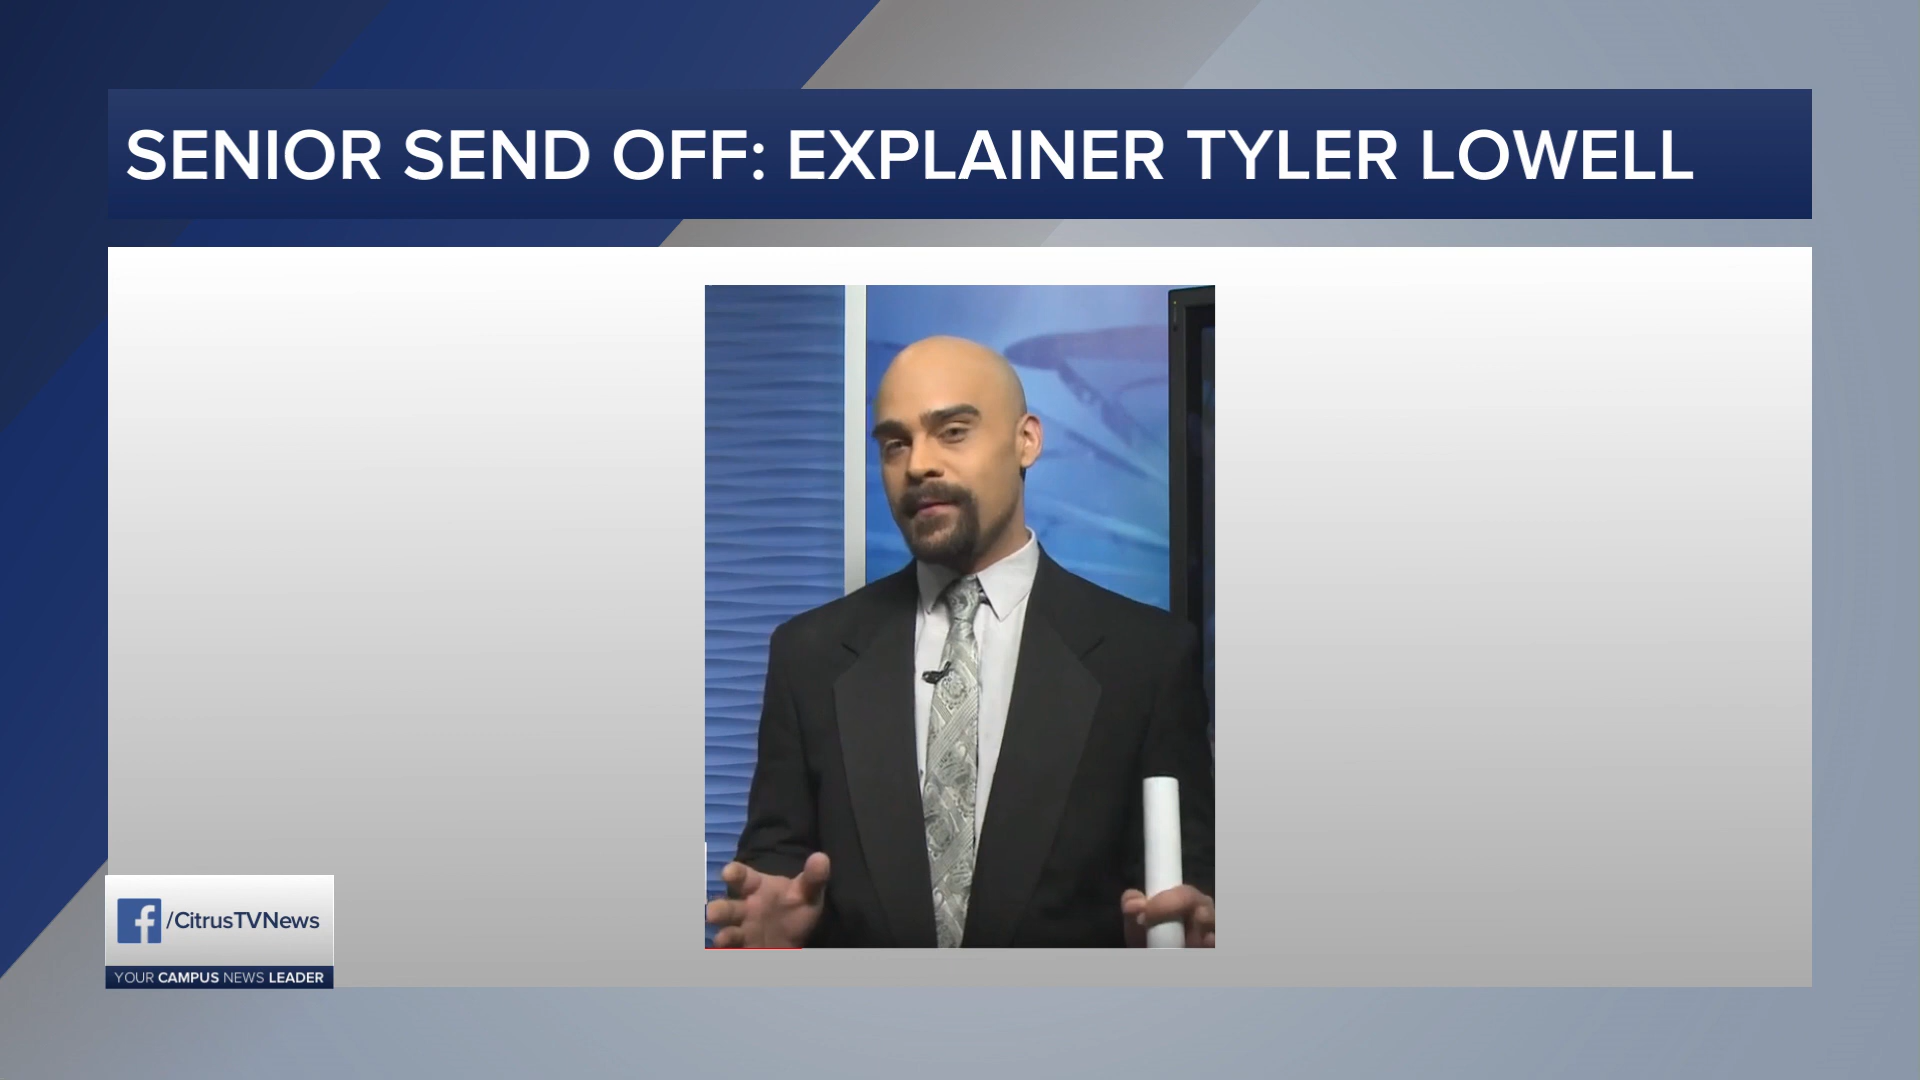 SENIOR SEND OFF: EXPLAINER TYLER LOWELL
/CitrusTVNews
YOUR CAMPUS NEWS LEADER